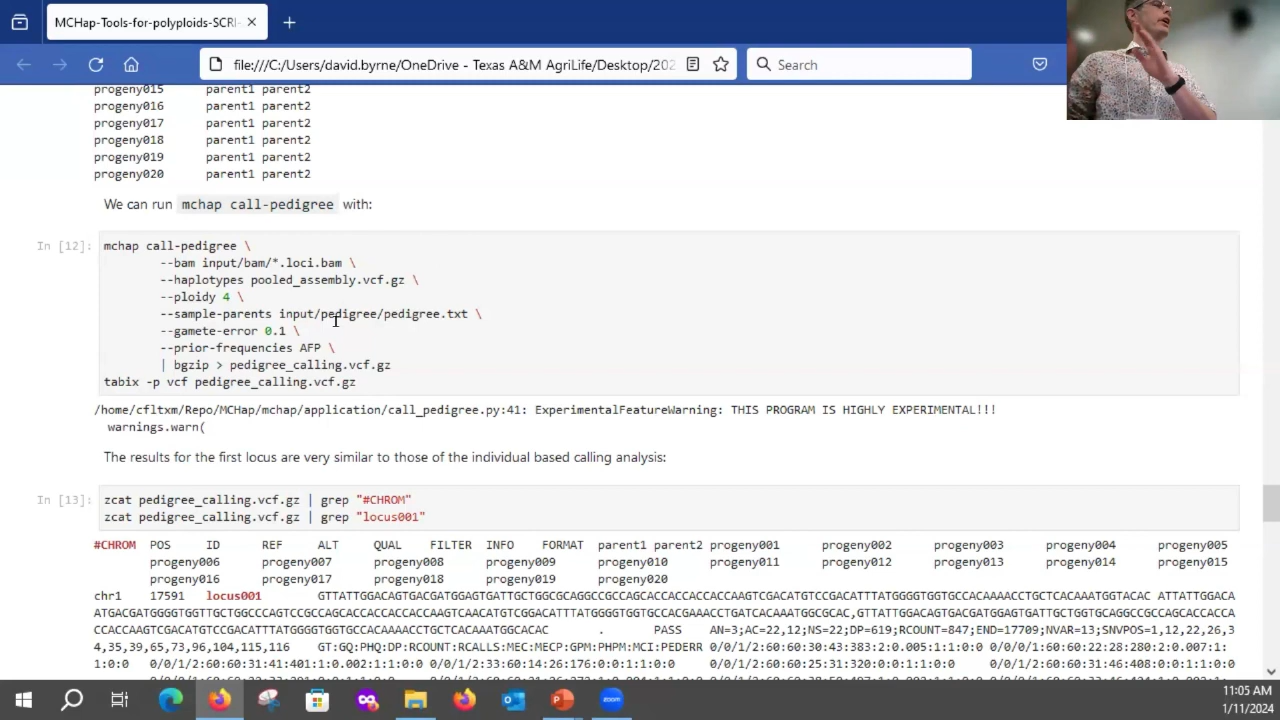 MCHap-Tools-for-polyploids-SCRI-
file:///C:/Users/david.byrne/OneDrive - Texas A&M AgriLife/Desktop/202
Search
progeny015 parent1 parent2
progeny016 parent1 parent2
progeny017 parent1 parent2
progeny018 parent1 parent2
progeny019 parent1 parent2
progeny020 parent1 parent2
We can run mchap call-pedigree with:
In [12]:
mchap call-pedigree \
--bam input/bam/*.loci.bam \
--haplotypes pooled_assembly.vcf.gz \
--ploidy 4 \
--sample-parents input/pedigree/pedigree.txt \
--gamete-error 0.1 \
--prior-frequencies AFP \
| bgzip > pedigree_calling.vcf.gz
tabix -p vcf pedigree_calling.vcf.gz
/home/cfltxm/Repo/MCHap/mchap/application/call_pedigree.py:41: ExperimentalFeatureWarning: THIS PROGRAM IS HIGHLY EXPERIMENTAL!!!
warnings.warn(
The results for the first locus are very similar to those of the individual based calling analysis:
In [13]:
zcat pedigree_calling.vcf.gz | grep "#CHROM"
zcat pedigree_calling.vcf.gz | grep "locus001"
#CHROM POS ID REF ALT QUAL FILTER INFO FORMAT parent1 parent2 progeny001 progeny002 progeny003 progeny004 progeny005
progeny006 progeny007 progeny008 progeny009 progeny010 progeny011 progeny012 progeny013 progeny014 progeny015
progeny016 progeny017 progeny018 progeny019 progeny020
chr1 17591 locus001 GTTATTGGACAGTGACGATGGAGTGATTGCTGGCGCAGGCCGCCAGCACCACCACCACCAAGTCGACATGTCCGACATTTATGGGGTGGTGCCACAAAACCTGCTCACAAATGGTACAC ATTATTGGACA
ATGACGATGGGGTGGTTGCTGGCCCAGTCCGCCAGCACCACCACCACCACCAAGTCAACATGTCGGACATTTATGGGGTGGTGCCACGAAACCTGATCACAAATGGCGCAC,GTTATTGGACAGTGACGATGGAGTGATTGCTGGTGCAGGCCGCCAGCACCA
CCACCAAGTCGACATGTCCGACATTTATGGGGTGGTGCCACAAAACCTGCTCACAAATGGCACAC . PASS AN=3;AC=22,12;NS=22;DP=619;RCOUNT=847;END=17709;NVAR=13;SNVPOS=1,12,22,26,3
4,35,39,65,73,96,104,115,116 GT:GQ:PHQ:DP:RCOUNT:RCALLS:MEC:MECP:GPM:PHPM:MCI:PEDERR 0/0/1/2:60:60:30:43:383:2:0.005:1:1:0:0 0/0/1/2:60:60:22:28:280:2:0.007:1:
1:0:0 0/0/1/2:60:60:31:41:401:1:0.002:1:1:0:0 0/0/1/2:33:60:14:26:176:0:0:1:1:0:0 0/0/0/1:60:60:25:31:320:0:0:1:1:0:0 0/0/1/2:60:60:31:46:408:0:0:1:1:0:0
zoom
11:05 AM
1/11/2024